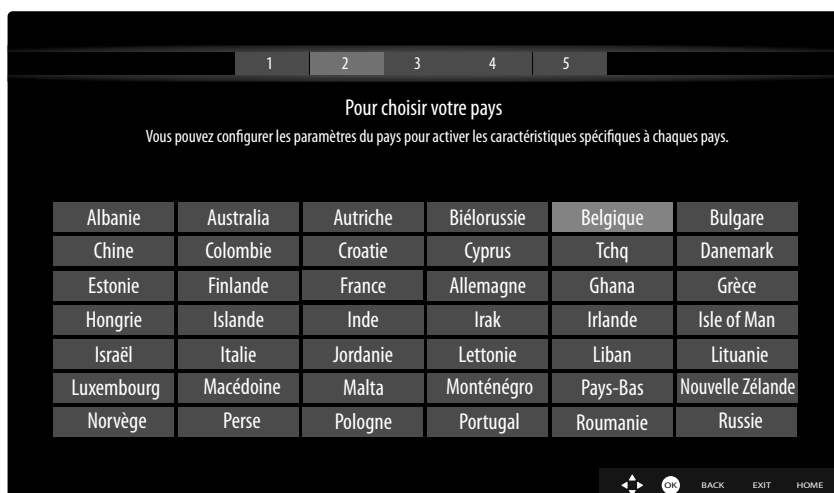 1 2 3 4 5
Pour choisir votre pays
Vous pouvez configurer les paramètres du pays pour activer les caractéristiques spécifiques à chaques pays.
Albanie Australia Autriche Biélorussie Belgique Bulgare
Chine Colombie Croatie Cyprus Tchq Danemark
Estonie Finlande France Allemagne Ghana Grèce
Hongrie Islande Inde Irak Irlande Isle of Man
Israël Italie Jordanie Lettonie Liban Lituanie
Luxembourg Macédoine Malta Monténégro Pays-Bas Nouvelle Zélande
Norvège Perse Pologne Portugal Roumanie Russie
OK BACK EXIT HOME